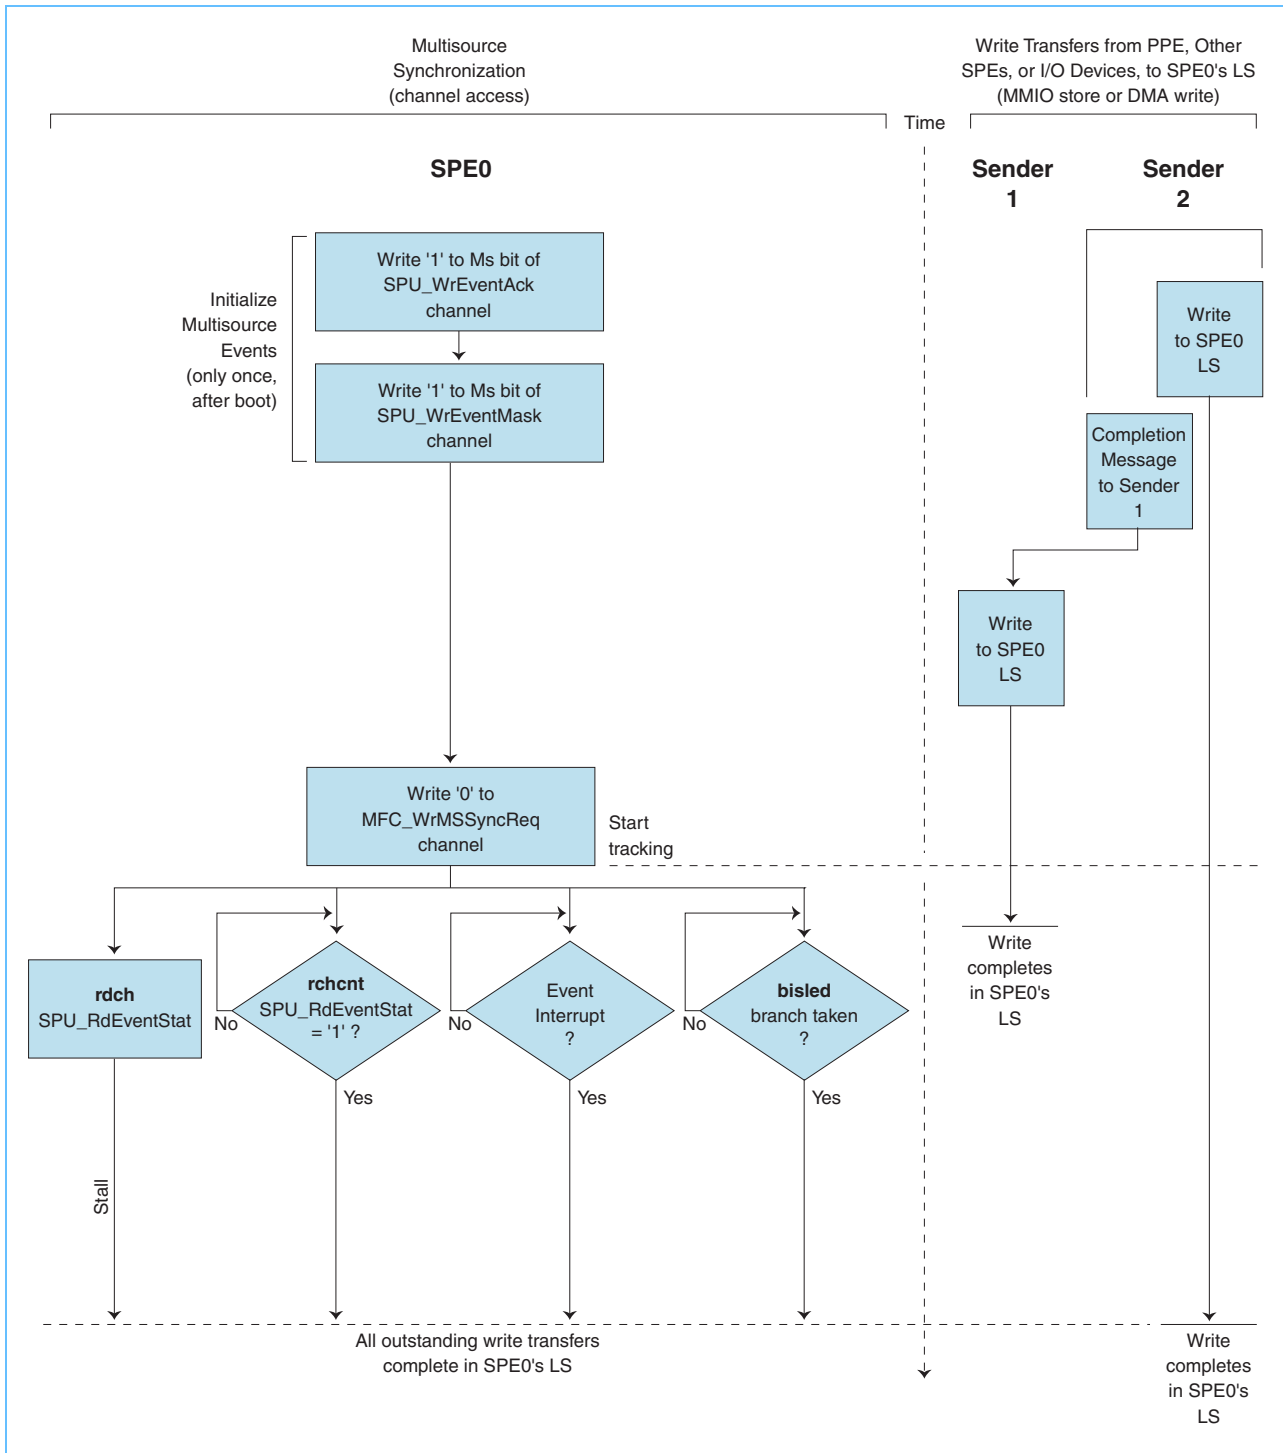 Multisource
Synchronization
(channel access)
Write Transfers from PPE, Other
SPEs, or I/O Devices, to SPE0's LS
(MMIO store or DMA write)
Time
SPE0
Sender
1
Sender
2
Initialize
Multisource
Events
(only once,
after boot)
Write '1' to Ms bit of
SPU_WrEventAck
channel
Write '1' to Ms bit of
SPU_WrEventMask
channel
Write
to SPE0
LS
Completion
Message
to Sender
1
Write
to SPE0
LS
Write '0' to
MFC_WrMSSyncReq
channel
Start
tracking
rdch
SPU_RdEventStat
rchcnt
SPU_RdEventStat
= '1' ?
No
Yes
Event
Interrupt
?
No
Yes
bisled
branch taken
?
No
Yes
Stall
Write
completes
in SPE0's
LS
All outstanding write transfers
complete in SPE0's LS
Write
completes
in SPE0's
LS